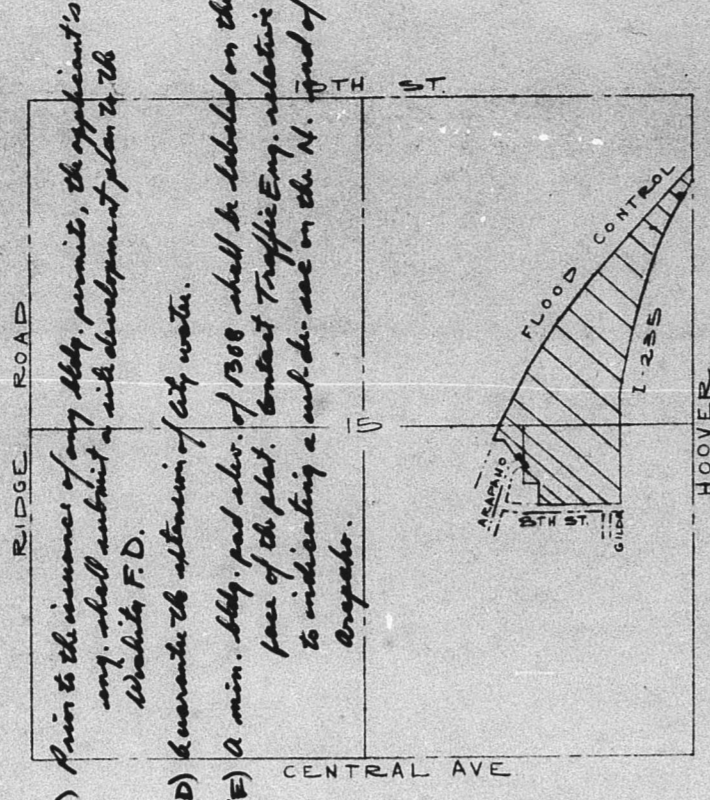 ) Prior to the issuance of any bldg. permits, the applicant's
eng. shall submit a site development plan to the
Wichita F.D.
D) Guarantee the extension of City water.
E) A min. bldg. pad elev. of 1308 shall be labeled on the
face of the plat. Contact Traffic Eng. relative
to indicating a cul-de-sac on the N. end of
Arapaho.
13TH ST.
RIDGE ROAD
FLOOD CONTROL
I-235
HOOVER
15
ARAPAHO
8TH ST.
GILDA
CENTRAL AVE